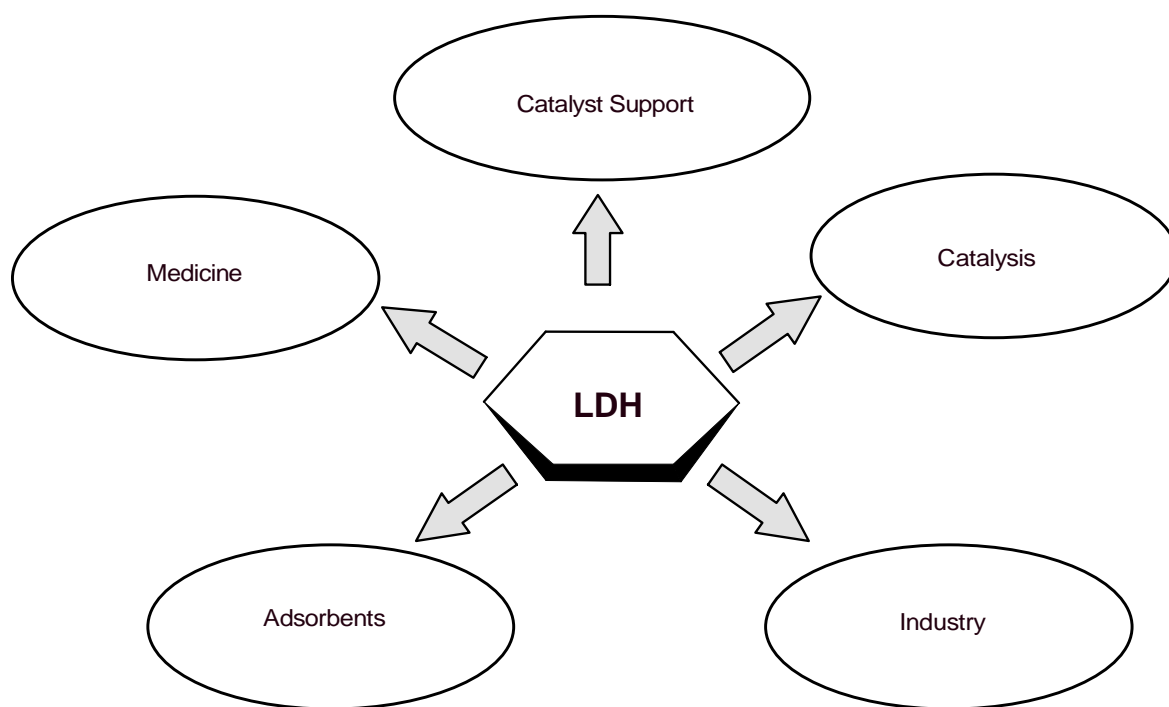 Catalyst Support
Medicine
Catalysis
LDH
Adsorbents
Industry